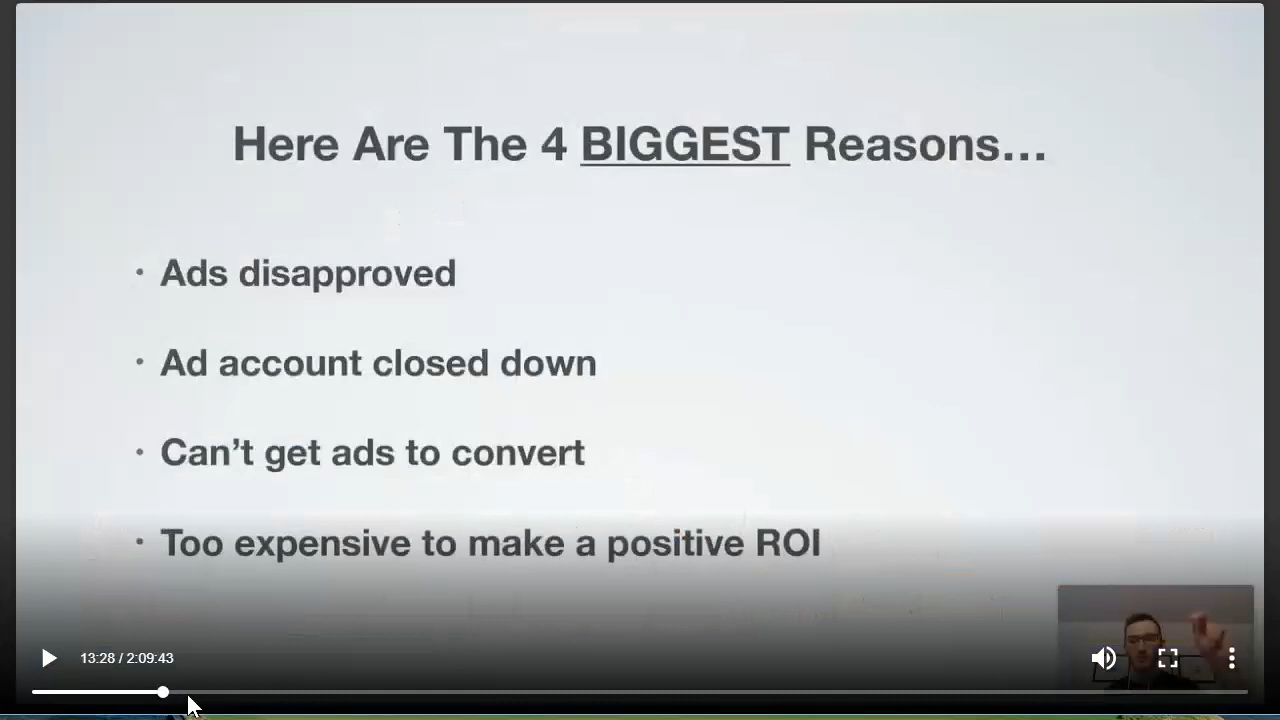 Here Are The 4 BIGGEST Reasons…
• Ads disapproved
• Ad account closed down
• Can’t get ads to convert
• Too expensive to make a positive ROI
13:28 / 2:09:43